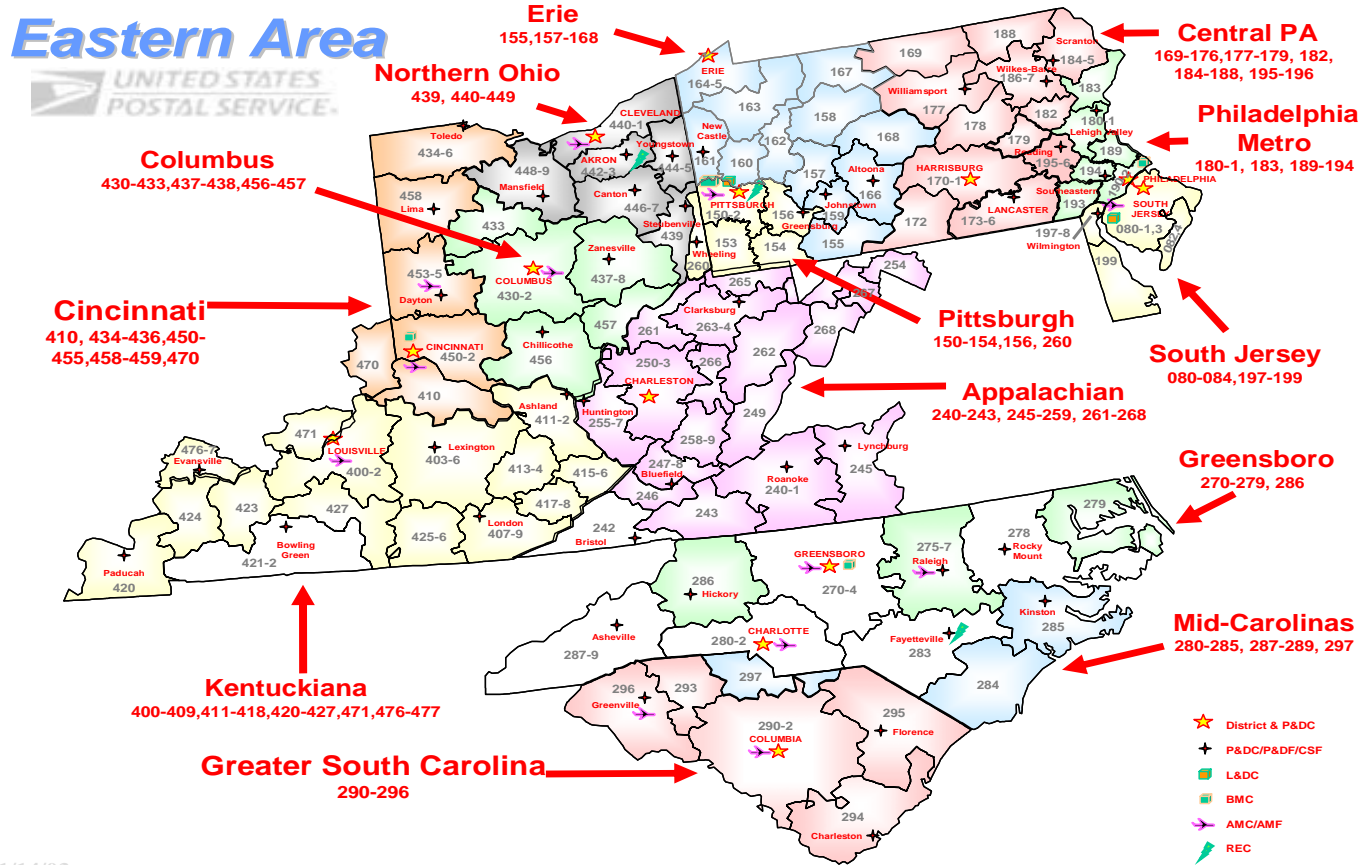 Eastern Area
UNITED STATES
POSTAL SERVICE®
Erie
155,157-168
Northern Ohio
439, 440-449
Columbus
430-433,437-438,456-457
Cincinnati
410, 434-436,450-
455,458-459,470
Central PA
169-176,177-179, 182,
184-188, 195-196
Philadelphia
Metro
180-1, 183, 189-194
South Jersey
080-084,197-199
Pittsburgh
150-154,156, 260
Appalachian
240-243, 245-259, 261-268
Greensboro
270-279, 286
Mid-Carolinas
280-285, 287-289, 297
Kentuckiana
400-409,411-418,420-427,471,476-477
Greater South Carolina
290-296
ERIE
164-5
163
167
158
162
168
160
161
New
Castle
157
Altoona
166
Johnstown
159
155
PITTSBURGH
150-2
156
Greensburg
153
154
Wheeling
260
169
188
Scranton
184-5
Wilkes-Barre
186-7
Williamsport
177
178
182
179
Reading
195-6
HARRISBURG
170-1
172
173-6
LANCASTER
183
180-1
Lehigh Valley
189
194
Southeastern
193
PHILADELPHIA
SOUTH
JERSEY
080-1,3
197-8
Wilmington
199
CLEVELAND
440-1
AKRON
442-3
Youngstown
444-5
Canton
446-7
448-9
Mansfield
Steubenville
439
Toledo
434-6
458
Lima
433
453-5
Dayton
COLUMBUS
430-2
Zanesville
437-8
457
Chillicothe
456
CINCINNATI
450-2
470
410
265
Clarksburg
263-4
261
254
267
268
262
266
250-3
CHARLESTON
249
Huntington
255-7
258-9
247-8
Bluefield
246
243
242
Bristol
Roanoke
240-1
Lynchburg
245
Ashland
411-2
471
LOUISVILLE
400-2
Lexington
403-6
413-4
415-6
417-8
London
407-9
425-6
427
423
424
476-7
Evansville
Bowling
Green
421-2
Paducah
420
279
278
Rocky
Mount
275-7
Raleigh
GREENSBORO
270-4
286
Hickory
Kinston
285
Fayetteville
283
284
CHARLOTTE
280-2
Asheville
287-9
297
296
Greenville
293
290-2
COLUMBIA
295
Florence
294
Charleston
District & P&DC
P&DC/P&DF/CSF
L&DC
BMC
AMC/AMF
REC